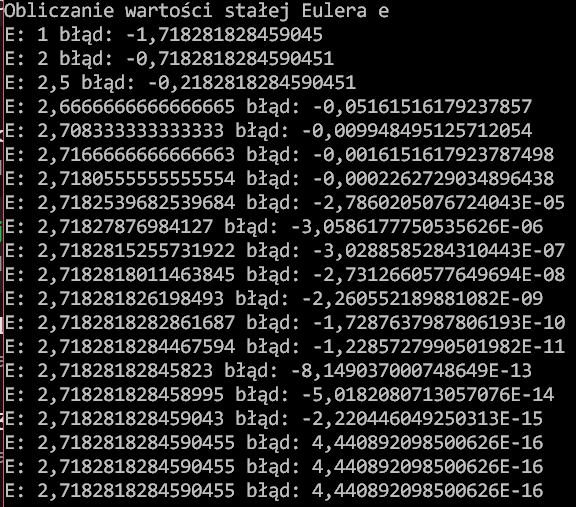 Obliczanie wartości stałej Eulera e
E: 1 błąd: -1,718281828459045
E: 2 błąd: -0,7182818284590451
E: 2,5 błąd: -0,2182818284590451
E: 2,6666666666666665 błąd: -0,05161516179237857
E: 2,708333333333333 błąd: -0,009948495125712054
E: 2,7166666666666663 błąd: -0,0016151617923787498
E: 2,7180555555555554 błąd: -0,0002262729034896438
E: 2,7182539682539684 błąd: -2,7860205076724043E-05
E: 2,71827876984127 błąd: -3,0586177750535626E-06
E: 2,7182815255731922 błąd: -3,0288585284310443E-07
E: 2,7182818011463845 błąd: -2,7312660577649694E-08
E: 2,718281826198493 błąd: -2,260552189881082E-09
E: 2,7182818282861687 błąd: -1,7287637987806193E-10
E: 2,7182818284467594 błąd: -1,2285727990501982E-11
E: 2,71828182845823 błąd: -8,149037000748649E-13
E: 2,718281828458995 błąd: -5,0182080713057076E-14
E: 2,718281828459043 błąd: -2,220446049250313E-15
E: 2,7182818284590455 błąd: 4,440892098500626E-16
E: 2,7182818284590455 błąd: 4,440892098500626E-16
E: 2,7182818284590455 błąd: 4,440892098500626E-16